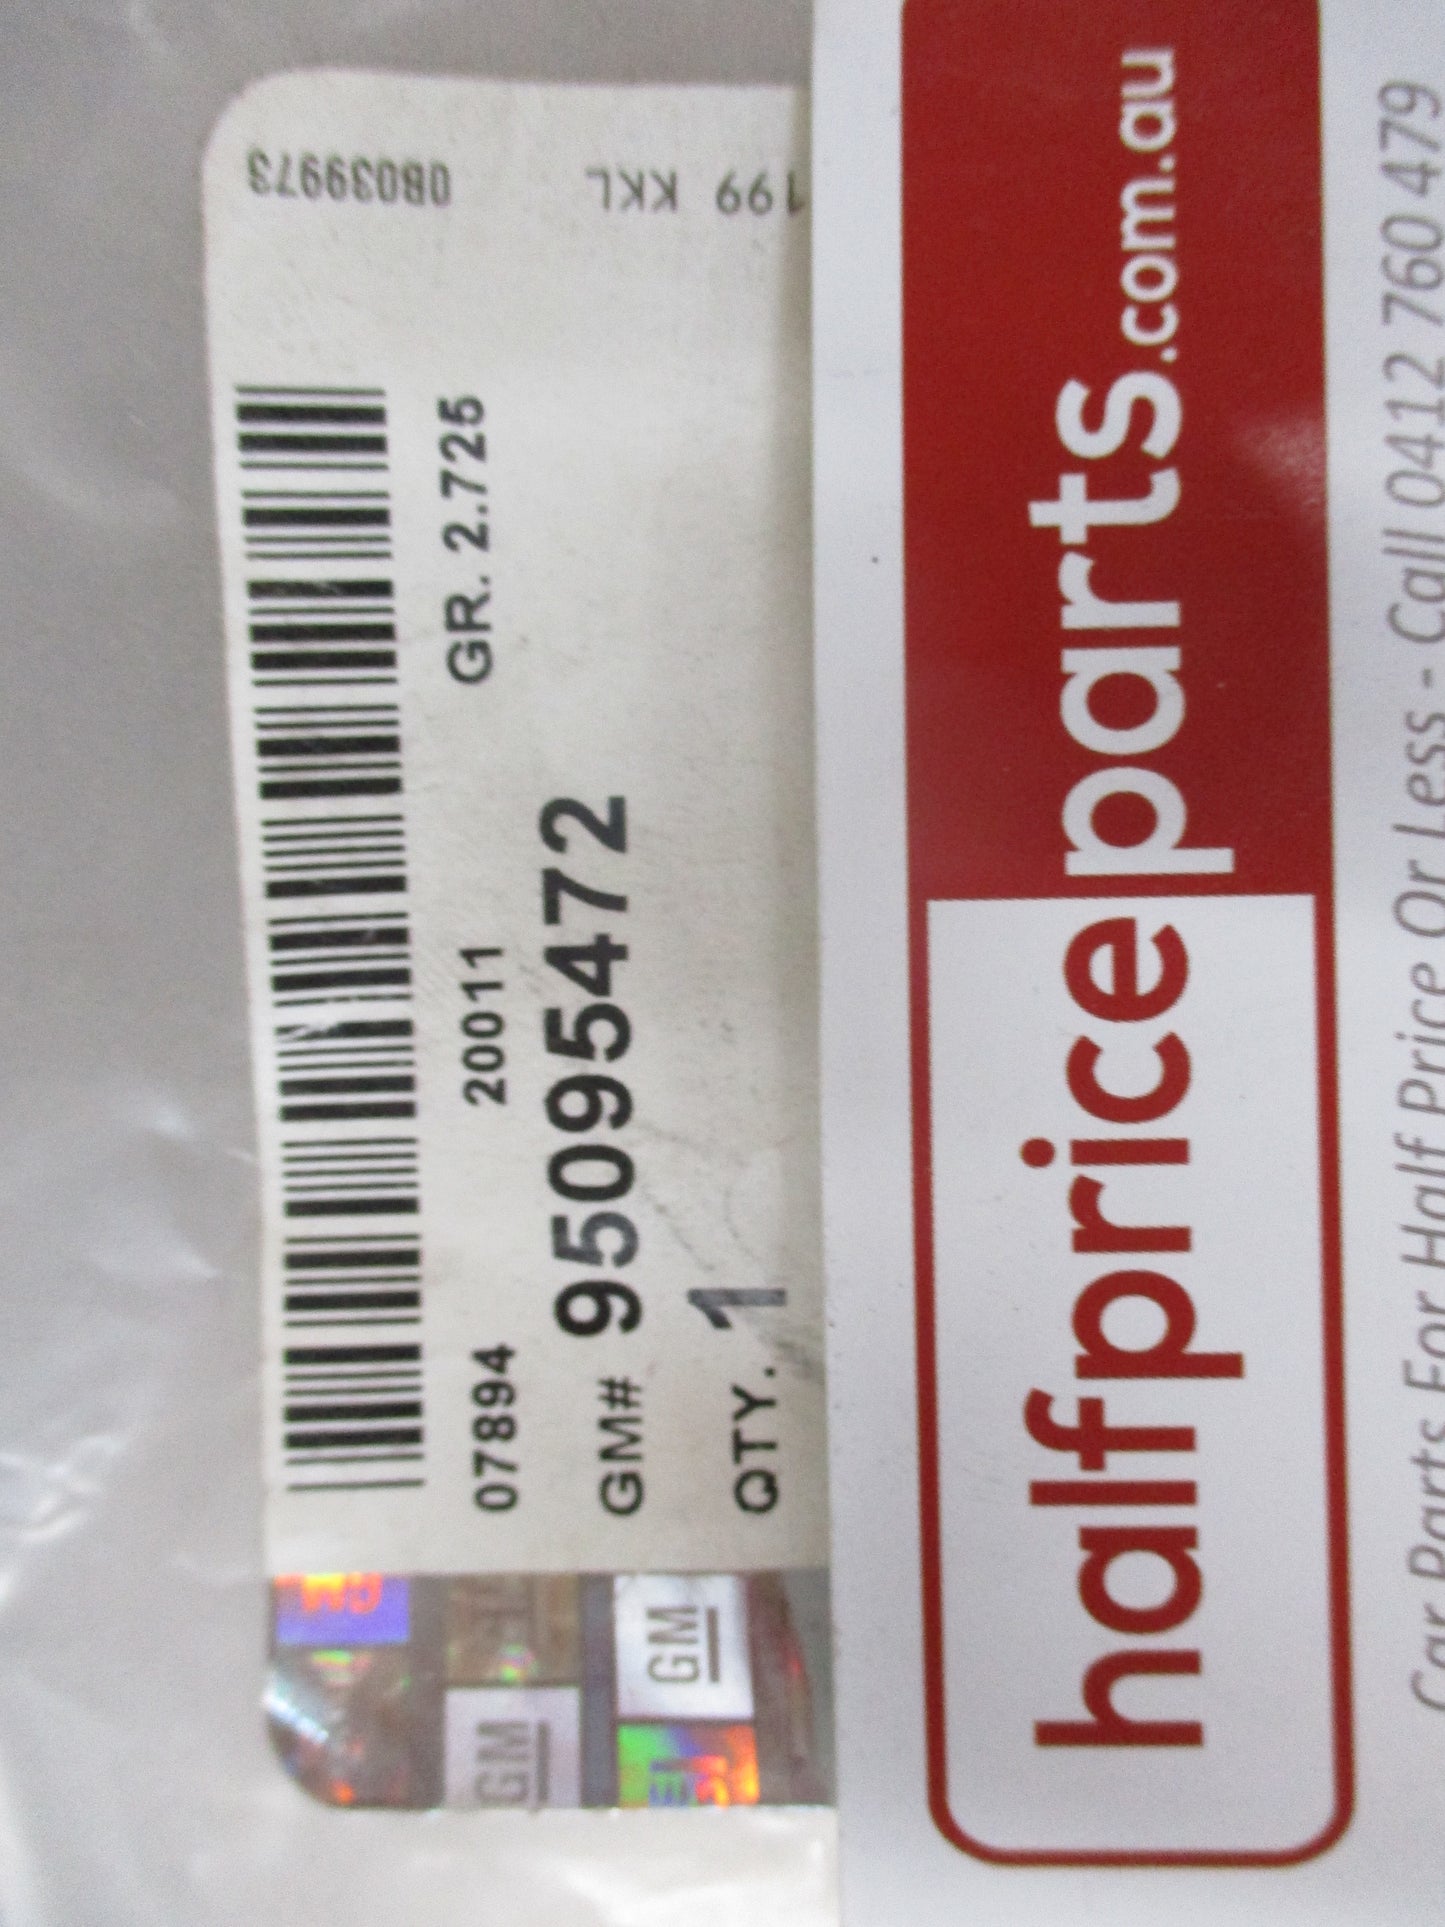 07894 20011 GR. 2.725
GM# 95095472
QTY. 1
0B039973
199 KKL
GM
GM
GM
halfpriceparts.com.au
Car Parts For Half Price Or Less - Call 0412 760 479